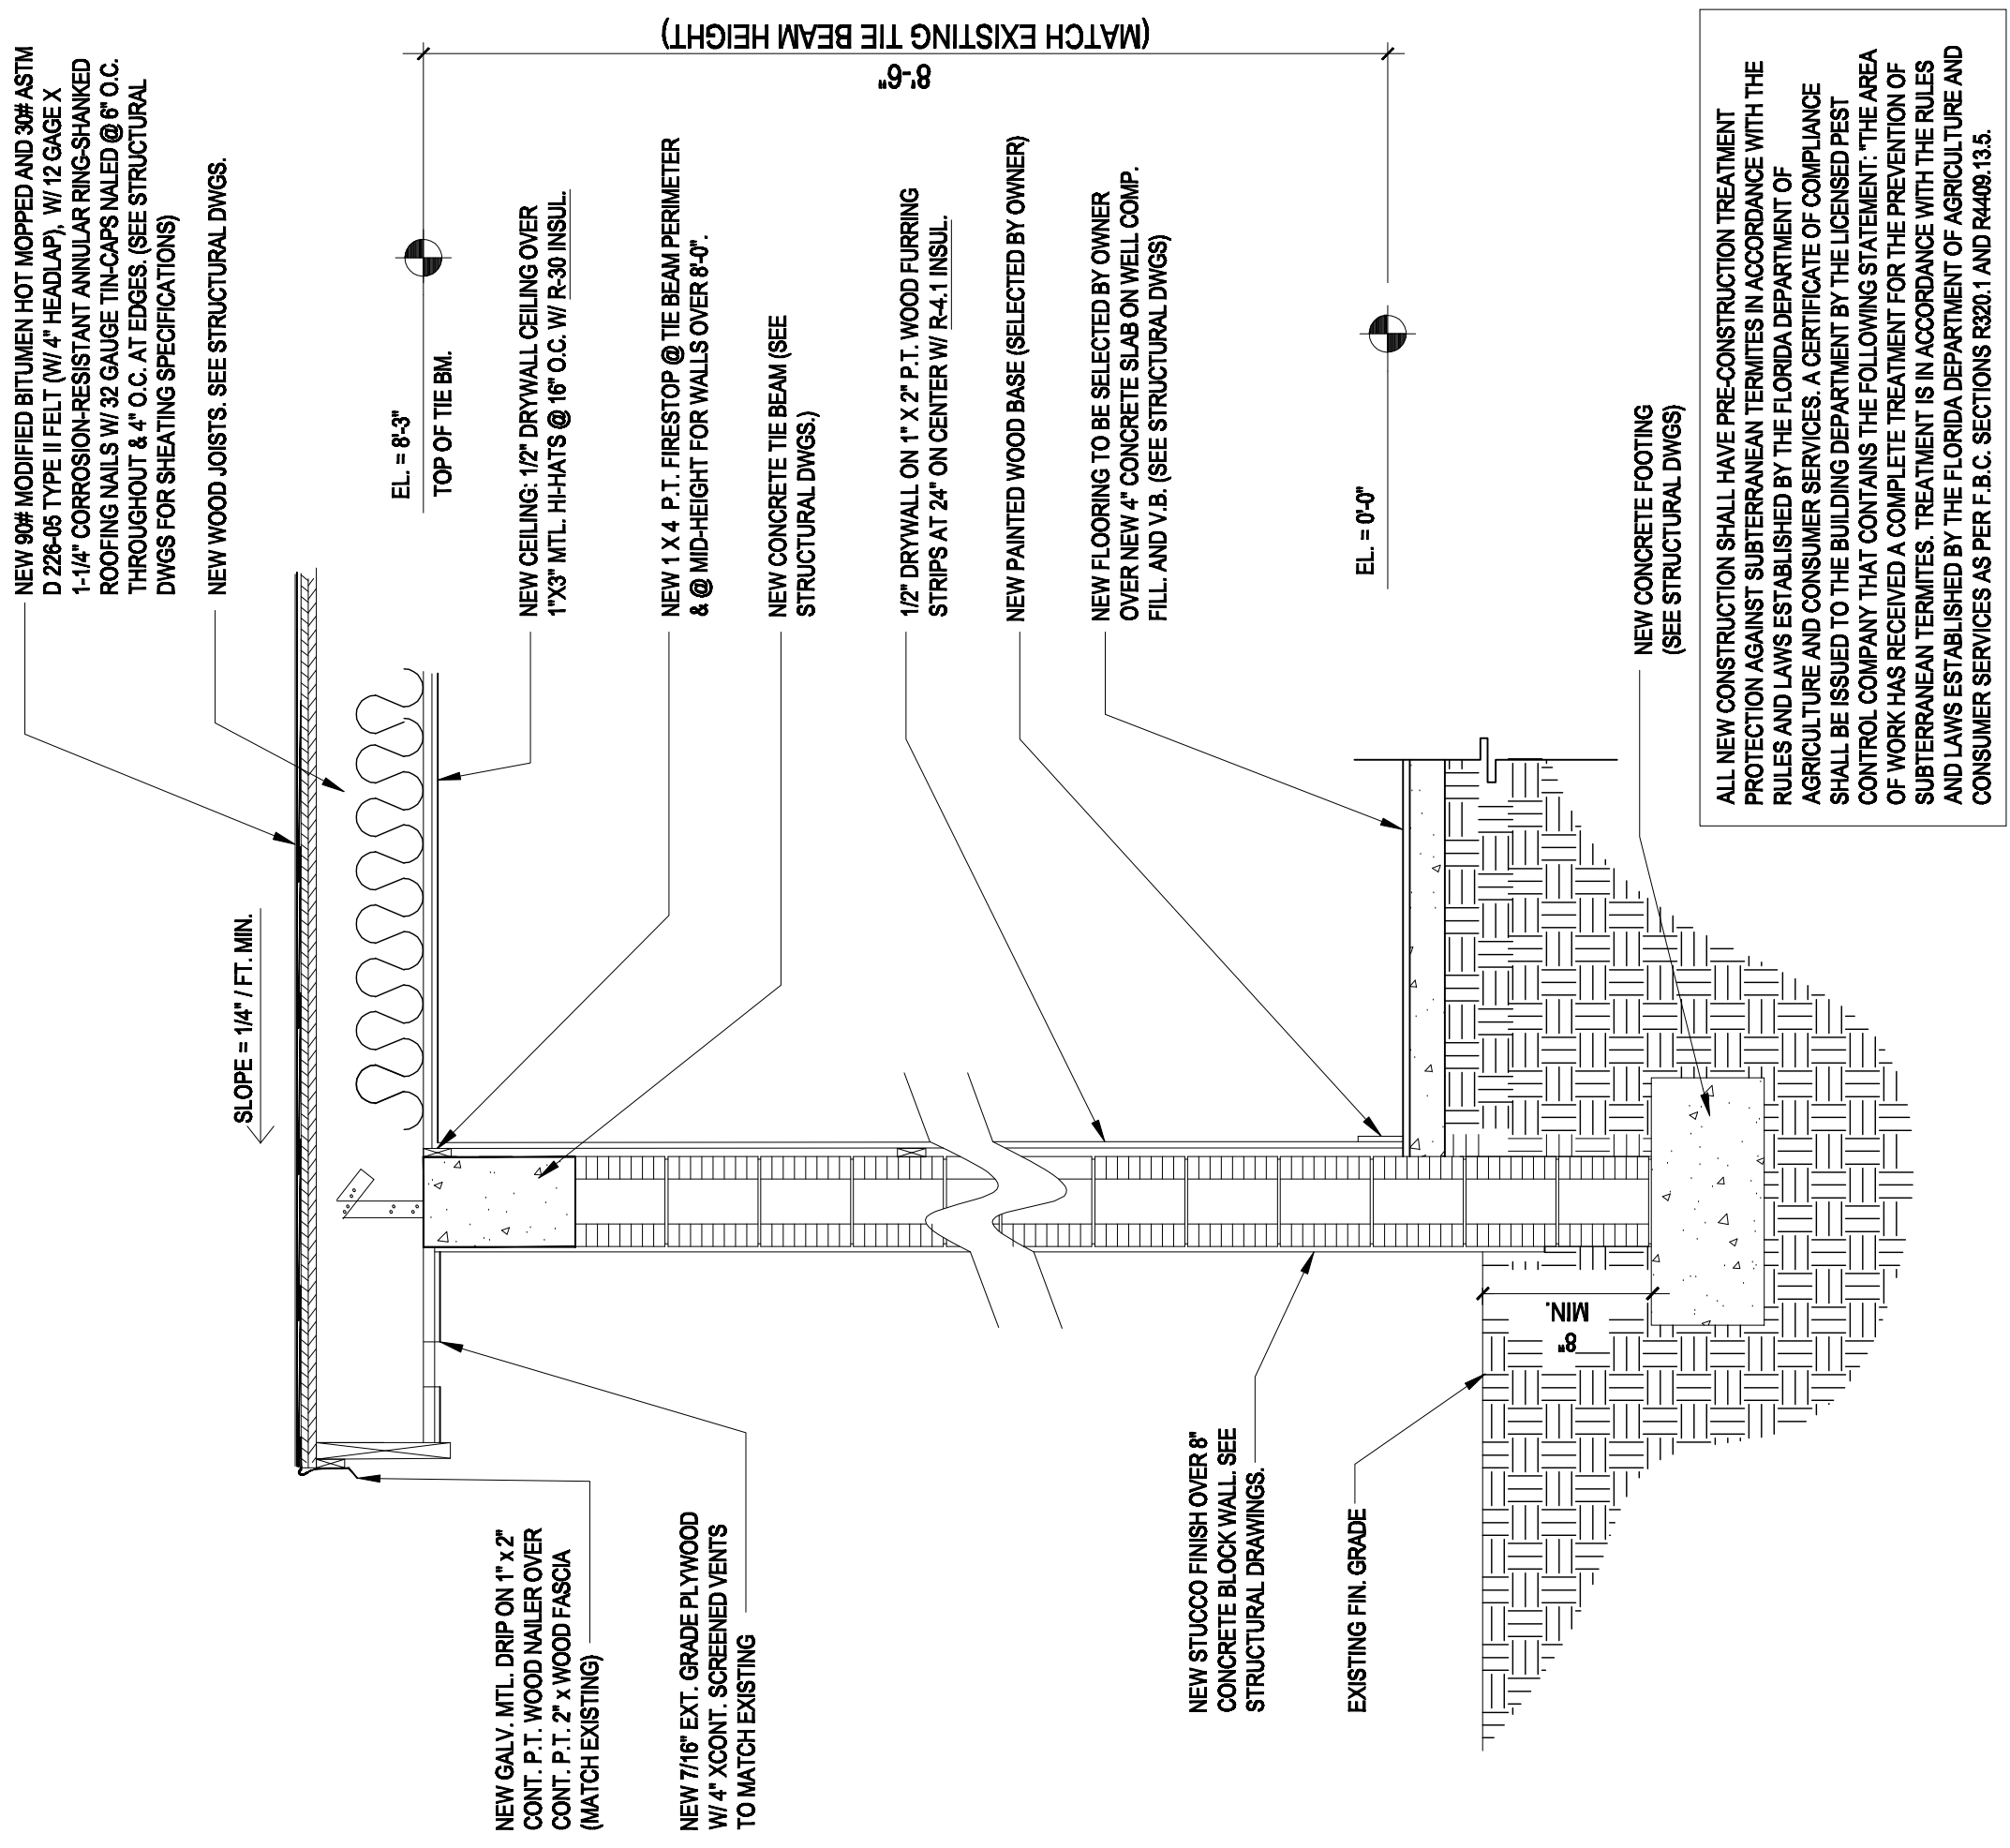 NEW 90# MODIFIED BITUMEN HOT MOPPED AND 30# ASTM
D 226-05 TYPE II FELT (W/ 4" HEADLAP), W/ 12 GAGE X
1-1/4" CORROSION-RESISTANT ANNULAR RING-SHANKED
ROOFING NAILS W/ 32 GAUGE TIN-CAPS NALED @ 6" O.C.
THROUGHOUT & 4" O.C. AT EDGES. (SEE STRUCTURAL
DWGS FOR SHEATING SPECIFICATIONS)
NEW WOOD JOISTS. SEE STRUCTURAL DWGS.
SLOPE = 1/4" / FT. MIN.
EL. = 8'-3"
TOP OF TIE BM.
8'-6"
(MATCH EXISTING TIE BEAM HEIGHT)
NEW CEILING: 1/2" DRYWALL CEILING OVER
1"X3" MTL. HI-HATS @ 16" O.C. W/ R-30 INSUL.
NEW 1 X 4 P.T. FIRESTOP @ TIE BEAM PERIMETER
& @ MID-HEIGHT FOR WALLS OVER 8'-0".
NEW CONCRETE TIE BEAM (SEE
STRUCTURAL DWGS.)
1/2" DRYWALL ON 1" X 2" P.T. WOOD FURRING
STRIPS AT 24" ON CENTER W/ R-4.1 INSUL.
NEW PAINTED WOOD BASE (SELECTED BY OWNER)
NEW FLOORING TO BE SELECTED BY OWNER
OVER NEW 4" CONCRETE SLAB ON WELL COMP.
FILL. AND V.B. (SEE STRUCTURAL DWGS)
EL. = 0'-0"
NEW CONCRETE FOOTING
(SEE STRUCTURAL DWGS)
NEW GALV. MTL. DRIP ON 1" x 2"
CONT. P.T. WOOD NAILER OVER
CONT. P.T. 2" x WOOD FASCIA
(MATCH EXISTING)
NEW 7/16" EXT. GRADE PLYWOOD
W/ 4" XCONT. SCREENED VENTS
TO MATCH EXISTING
NEW STUCCO FINISH OVER 8"
CONCRETE BLOCK WALL. SEE
STRUCTURAL DRAWINGS.
EXISTING FIN. GRADE
8"
MIN.
ALL NEW CONSTRUCTION SHALL HAVE PRE-CONSTRUCTION TREATMENT
PROTECTION AGAINST SUBTERRANEAN TERMITES IN ACCORDANCE WITH THE
RULES AND LAWS ESTABLISHED BY THE FLORIDA DEPARTMENT OF
AGRICULTURE AND CONSUMER SERVICES. A CERTIFICATE OF COMPLIANCE
SHALL BE ISSUED TO THE BUILDING DEPARTMENT BY THE LICENSED PEST
CONTROL COMPANY THAT CONTAINS THE FOLLOWING STATEMENT: "THE AREA
OF WORK HAS RECEIVED A COMPLETE TREATMENT FOR THE PREVENTION OF
SUBTERRANEAN TERMITES. TREATMENT IS IN ACCORDANCE WITH THE RULES
AND LAWS ESTABLISHED BY THE FLORIDA DEPARTMENT OF AGRICULTURE AND
CONSUMER SERVICES AS PER F.B.C. SECTIONS R320.1 AND R4409.13.5.